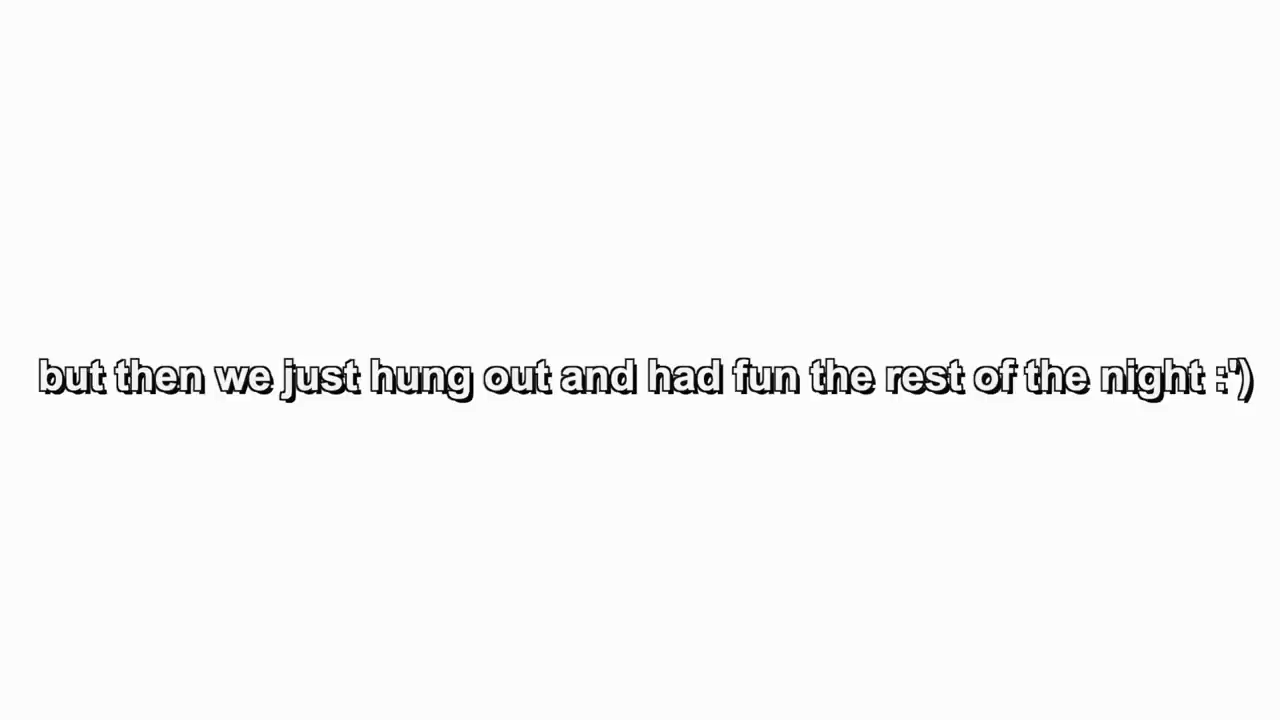 but then we just hung out and had fun the rest of the night :')